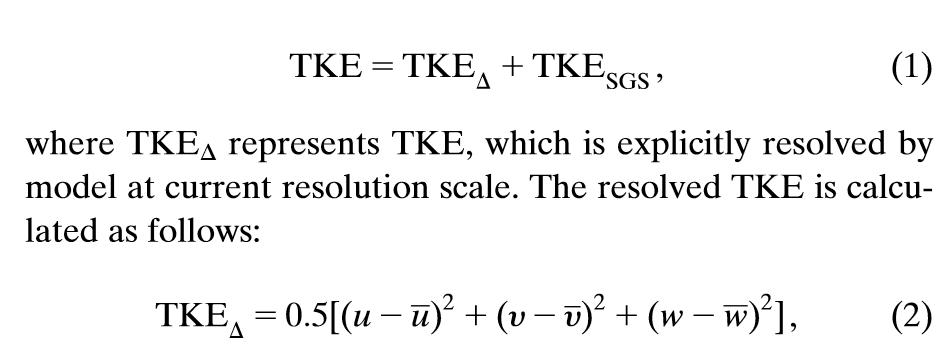 TKE = TKE_Δ + TKE_SGS, (1)
where TKE_Δ represents TKE, which is explicitly resolved by
model at current resolution scale. The resolved TKE is calcu-
lated as follows:
TKE_Δ = 0.5[(u − u̅)² + (υ − υ̅)² + (w − w̅)²], (2)